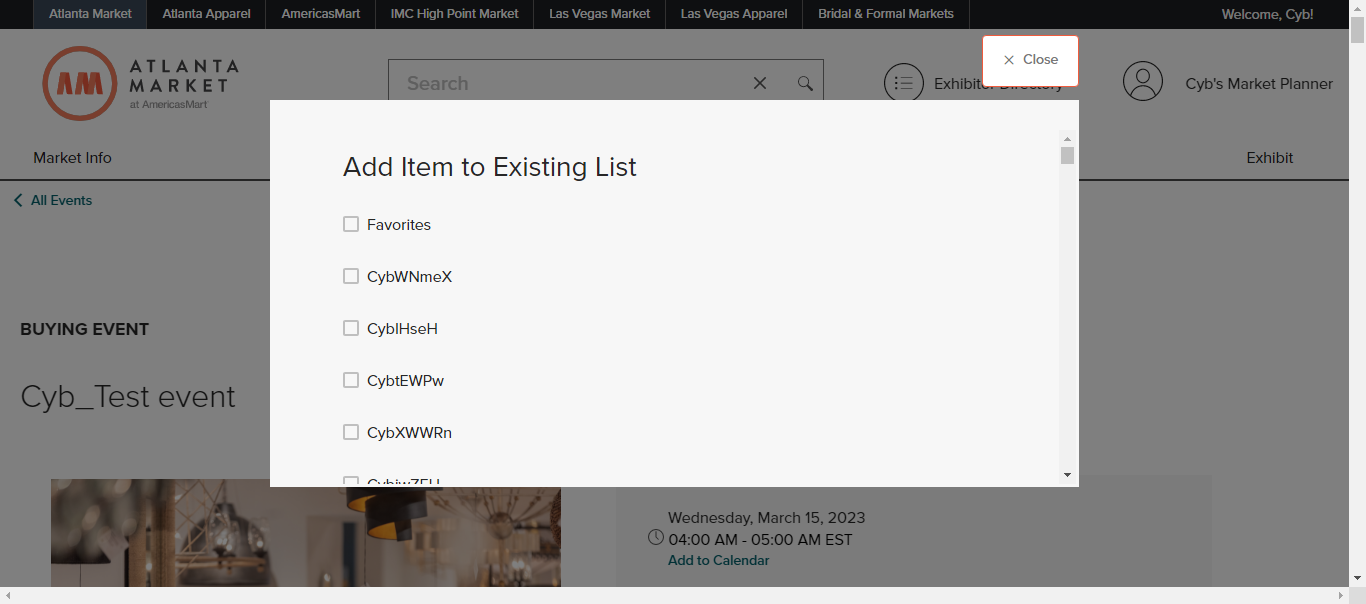 Atlanta Market Atlanta Apparel AmericasMart IMC High Point Market Las Vegas Market Las Vegas Apparel Bridal & Formal Markets Welcome, Cyb!
Close
ATLANTA
MARKET
at AmericasMart
AM
Search
Exhibitor Directory
Cyb's Market Planner
Market Info
Exhibit
All Events
Add Item to Existing List
Favorites
CybWNmeX
CybIHseH
CybtEWPw
CybXWWRn
BUYING EVENT
Cyb_Test event
Wednesday, March 15, 2023
04:00 AM - 05:00 AM EST
Add to Calendar